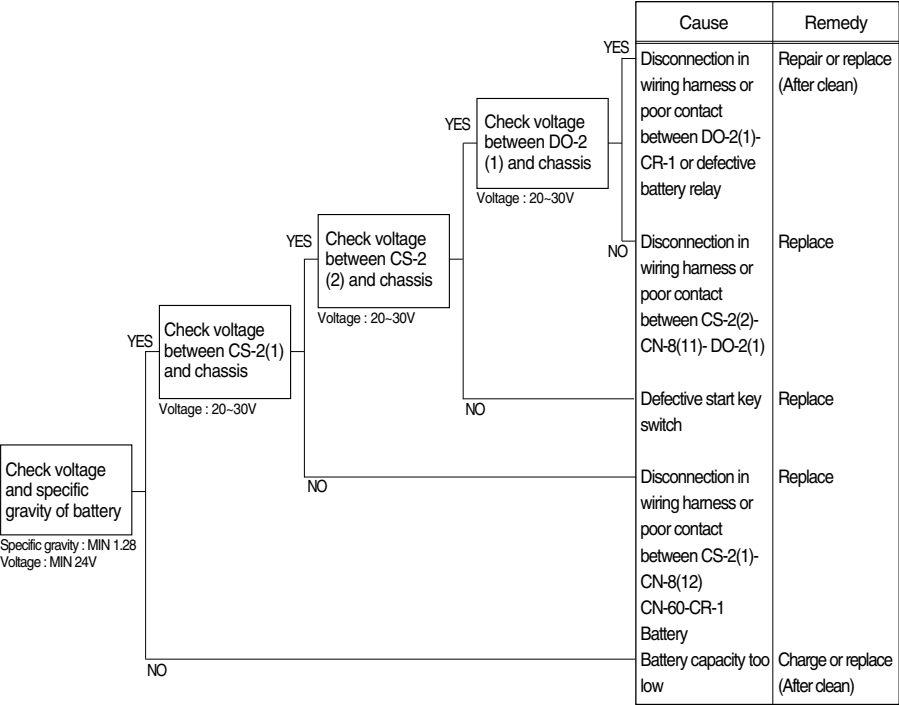 Cause
Remedy
YES
Disconnection in
wiring harness or
poor contact
between DO-2(1)-
CR-1 or defective
battery relay
Repair or replace
(After clean)
YES
Check voltage
between DO-2
(1) and chassis
Voltage : 20~30V
NO
Disconnection in
wiring harness or
poor contact
between CS-2(2)-
CN-8(11)- DO-2(1)
Replace
YES
Check voltage
between CS-2
(2) and chassis
Voltage : 20~30V
NO
Defective start key
switch
Replace
YES
Check voltage
between CS-2(1)
and chassis
Voltage : 20~30V
NO
Disconnection in
wiring harness or
poor contact
between CS-2(1)-
CN-8(12)
CN-60-CR-1
Battery
Replace
Check voltage
and specific
gravity of battery
Specific gravity : MIN 1.28
Voltage : MIN 24V
NO
Battery capacity too
low
Charge or replace
(After clean)